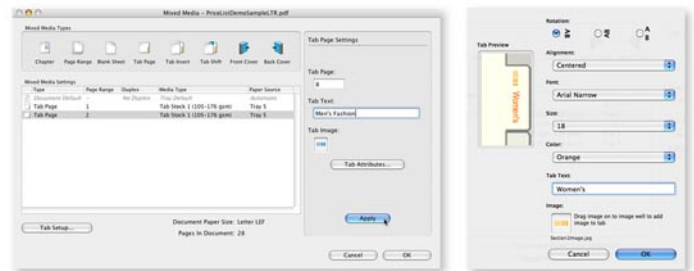 Mixed Media - PriceListDemoSampleLTR.pdf
Mixed Media Types
Chapter Page Range Blank Sheet Tab Page Tab Insert Tab Shift Front Cover Back Cover
Mixed Media Settings
Type Page Range Duplex Media Type Paper Source
Document Default - No Duplex Tray Default Automatic
Tab Page 1 Tab Stock 1 (105-176 gsm) Tray 5
Tab Page 2 Tab Stock 1 (105-176 gsm) Tray 5
Tab Setup...
Document Paper Size: Letter LEF
Pages In Document: 28
Tab Page Settings
Tab Page:
8
Tab Text:
Men's Fashion
Tab Image:
Tab Attributes...
Apply
Cancel OK
Tab Preview
Women's
Rotation:
AB AB A B
Alignment:
Centered
Font:
Arial Narrow
Size:
18
Color:
Orange
Tab Text:
Women's
Image:
Drag image on to image well to add
image to tab
Section2Image.jpg
Cancel OK